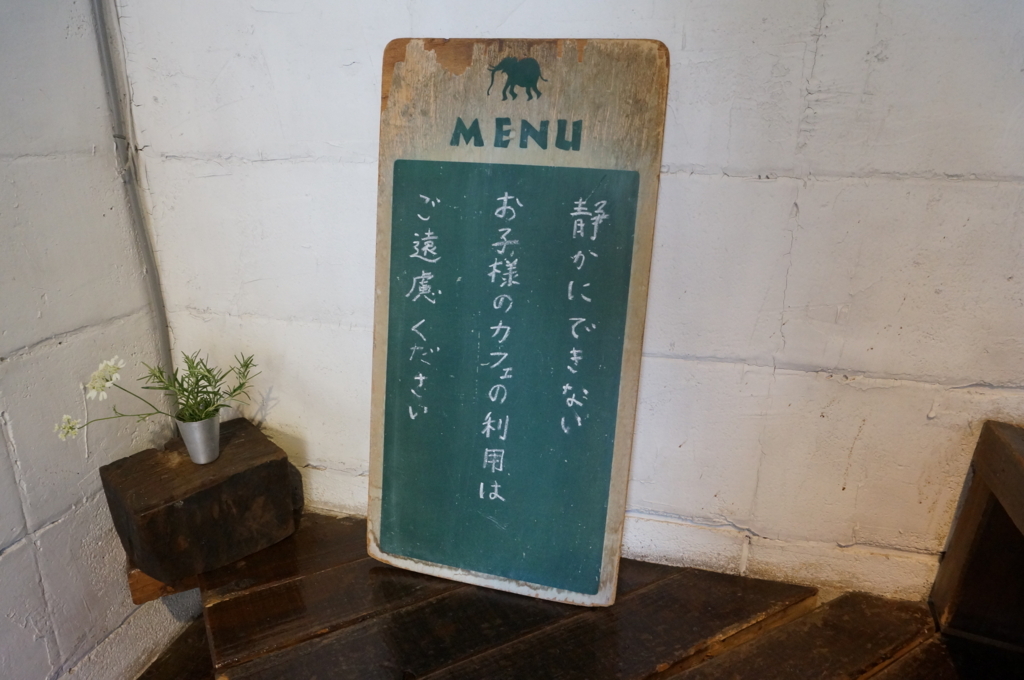 MENU
静かにできない
お子様のカフェの利用は
ご遠慮ください